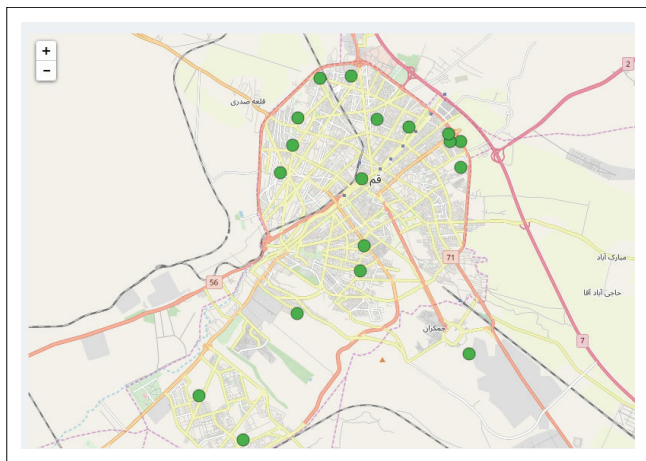 +
−
2
قلعه صدری
قم
71
مبارک آباد
56
حاجی آباد آقا
جمکران
7